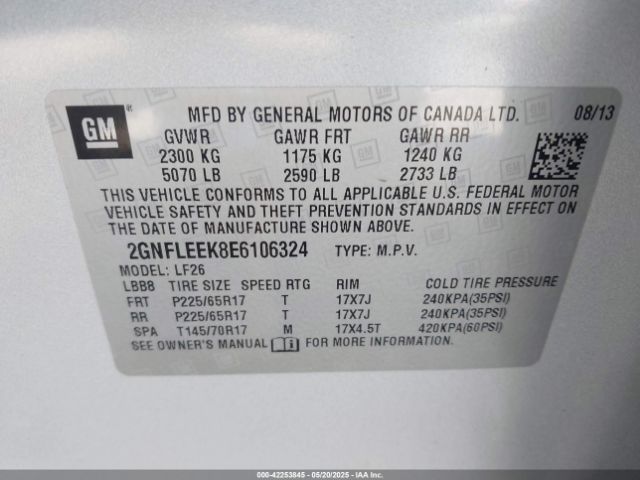 GM
MFD BY GENERAL MOTORS OF CANADA LTD. 08/13
GVWR GAWR FRT GAWR RR
2300 KG 1175 KG 1240 KG
5070 LB 2590 LB 2733 LB
THIS VEHICLE CONFORMS TO ALL APPLICABLE U.S. FEDERAL MOTOR
VEHICLE SAFETY AND THEFT PREVENTION STANDARDS IN EFFECT ON
THE DATE OF MANUFACTURE SHOWN ABOVE.
2GNFLEEK8E6106324 TYPE: M.P.V.
MODEL: LF26
LBB8 TIRE SIZE SPEED RTG RIM COLD TIRE PRESSURE
FRT P225/65R17 T 17X7J 240KPA(35PSI)
RR P225/65R17 T 17X7J 240KPA(35PSI)
SPA T145/70R17 M 17X4.5T 420KPA(60PSI)
SEE OWNER'S MANUAL FOR MORE INFORMATION.
000-42253845 - 05/20/2025 - IAAI.COM